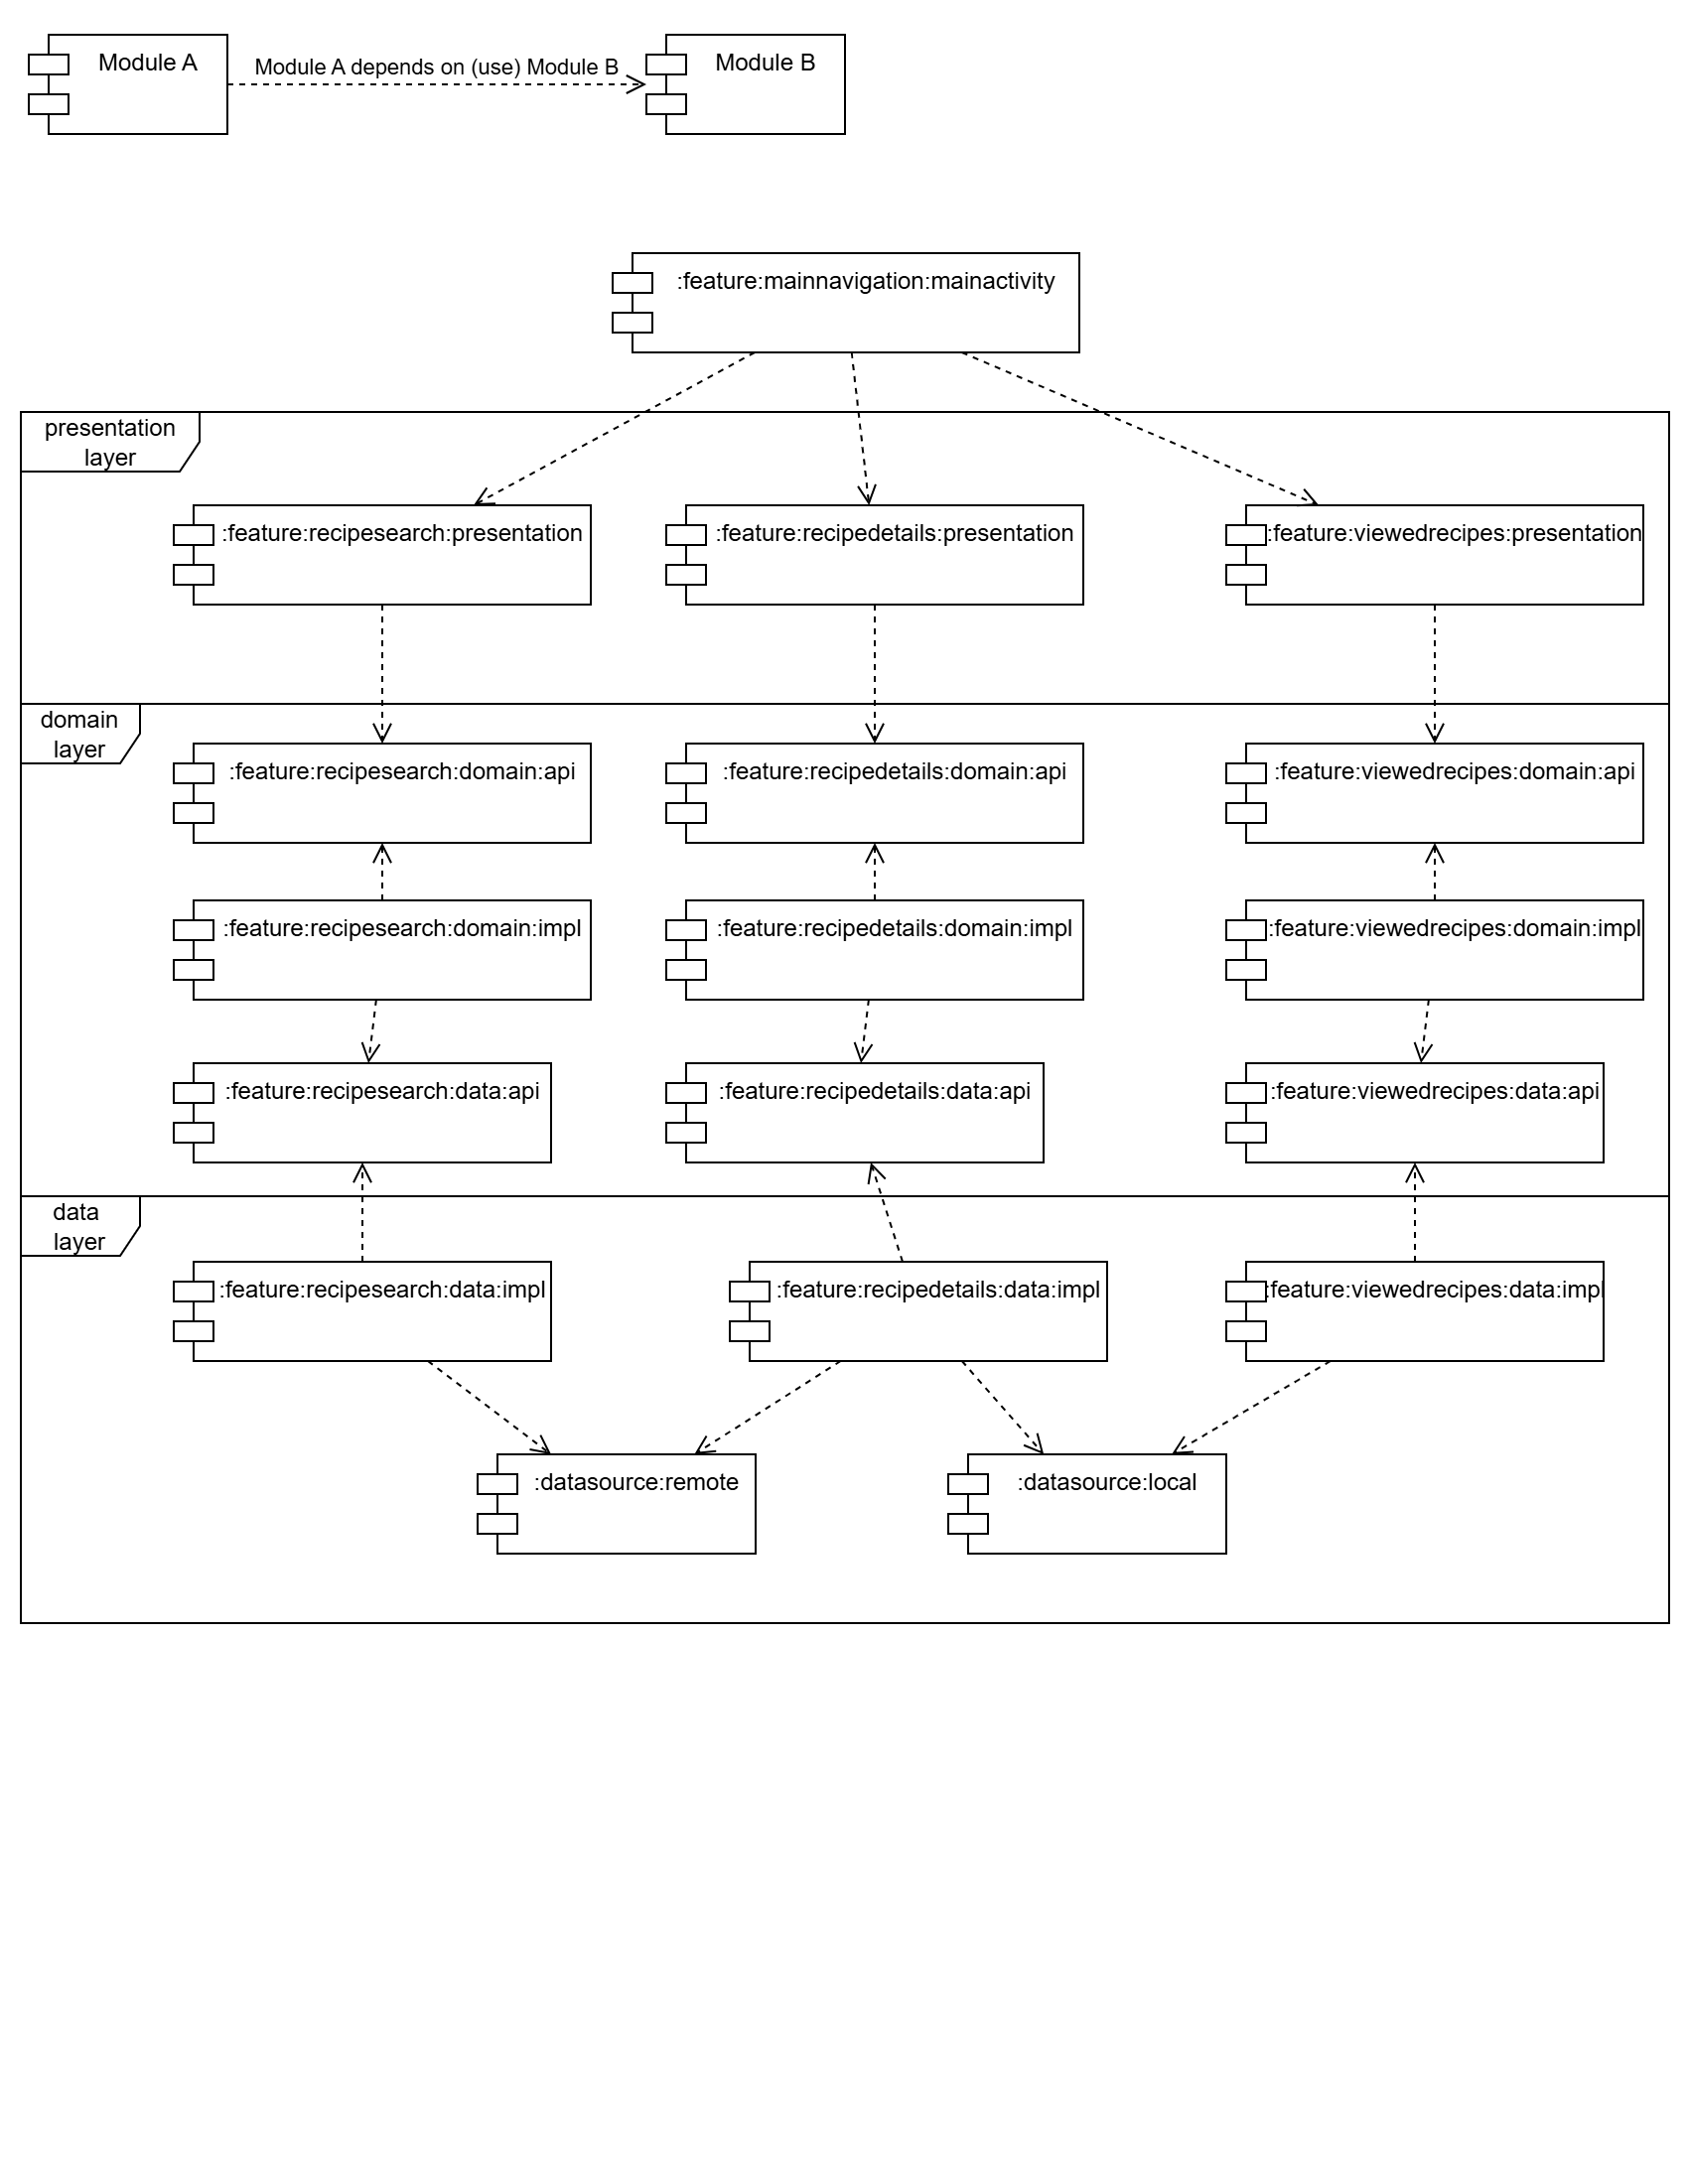 Module A
Module A depends on (use) Module B
Module B
:feature:mainnavigation:mainactivity
presentation
layer
:feature:recipesearch:presentation
:feature:recipedetails:presentation
:feature:viewedrecipes:presentation
domain
layer
:feature:recipesearch:domain:api
:feature:recipedetails:domain:api
:feature:viewedrecipes:domain:api
:feature:recipesearch:domain:impl
:feature:recipedetails:domain:impl
:feature:viewedrecipes:domain:impl
:feature:recipesearch:data:api
:feature:recipedetails:data:api
:feature:viewedrecipes:data:api
data
layer
:feature:recipesearch:data:impl
:feature:recipedetails:data:impl
:feature:viewedrecipes:data:impl
:datasource:remote
:datasource:local